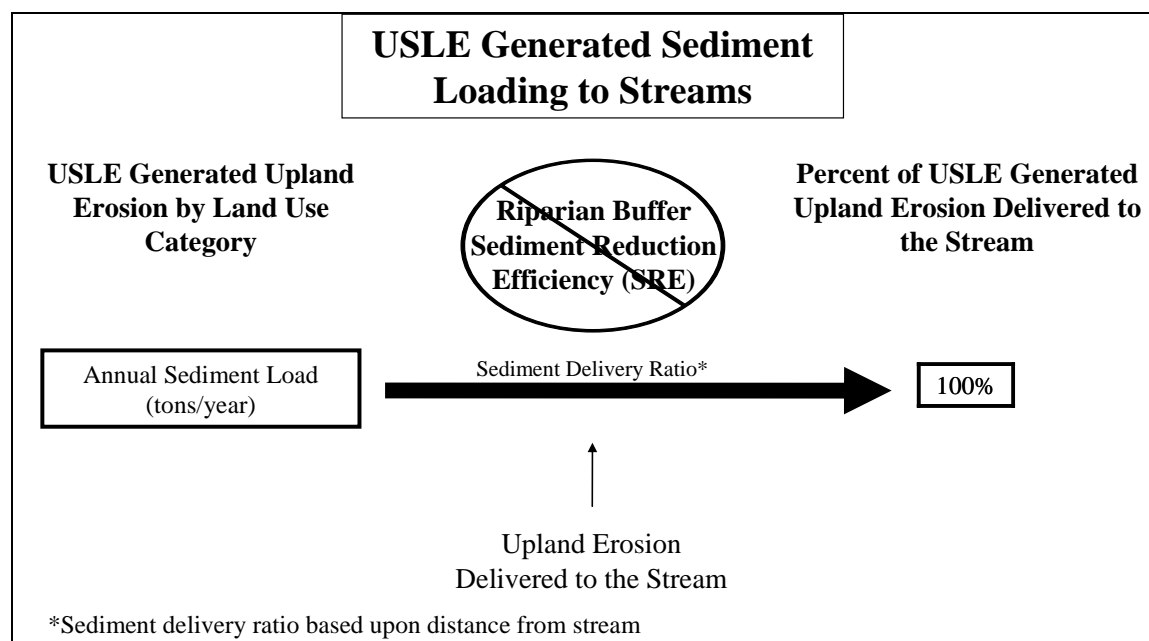 USLE Generated Sediment
Loading to Streams
USLE Generated Upland
Erosion by Land Use
Category
Riparian Buffer
Sediment Reduction
Efficiency (SRE)
Percent of USLE Generated
Upland Erosion Delivered to
the Stream
Annual Sediment Load
(tons/year)
Sediment Delivery Ratio*
100%
Upland Erosion
Delivered to the Stream
*Sediment delivery ratio based upon distance from stream